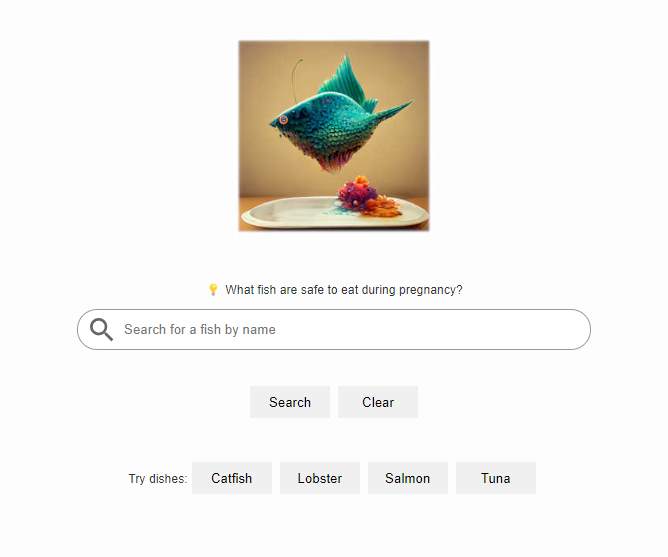 What fish are safe to eat during pregnancy?
Search for a fish by name
Search Clear
Try dishes: Catfish Lobster Salmon Tuna